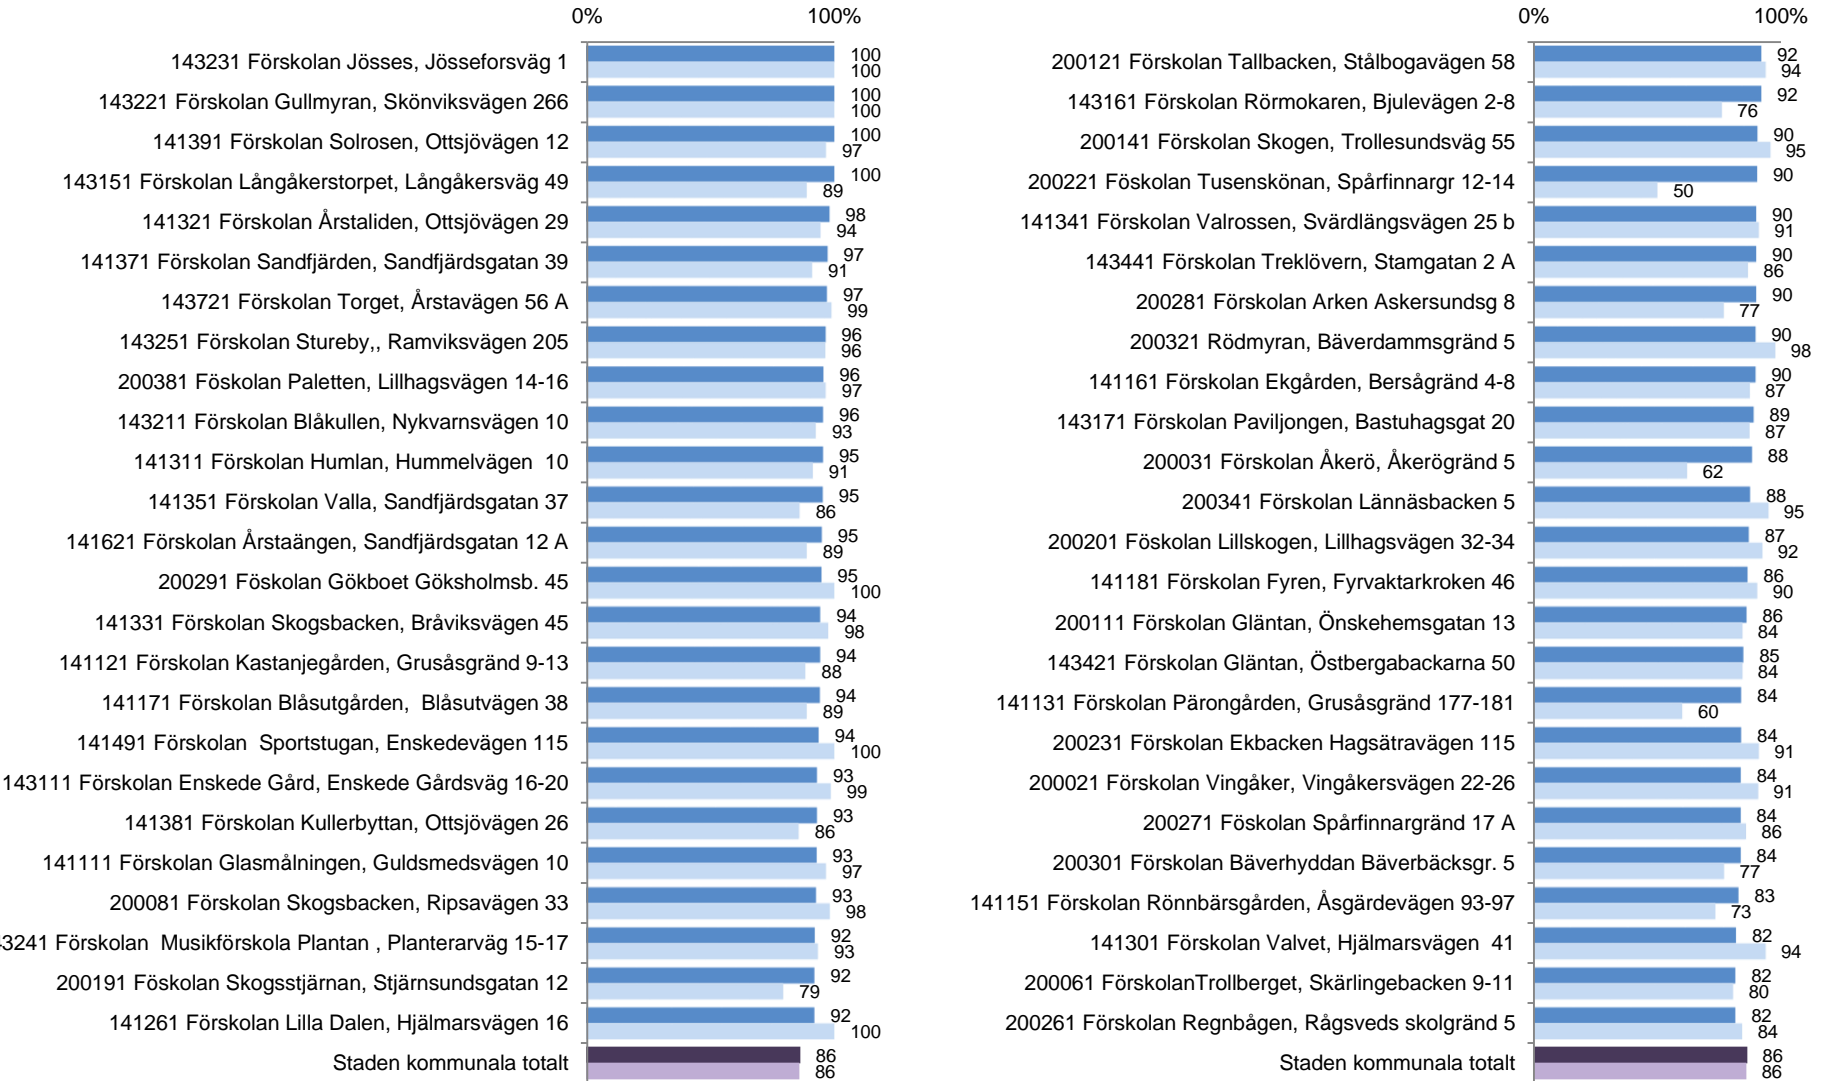 0% 100%
143231 Förskolan Jösses, Jösseforsväg 1 100 100
143221 Förskolan Gullmyran, Skönviksvägen 266 100 100
141391 Förskolan Solrosen, Ottsjövägen 12 100 97
143151 Förskolan Långåkerstorpet, Långåkersväg 49 100 89
141321 Förskolan Årstaliden, Ottsjövägen 29 98 94
141371 Förskolan Sandfjärden, Sandfjärdsgatan 39 97 91
143721 Förskolan Torget, Årstavägen 56 A 97 99
143251 Förskolan Stureby,, Ramviksvägen 205 96 96
200381 Föskolan Paletten, Lillhagsvägen 14-16 96 97
143211 Förskolan Blåkullen, Nykvarnsvägen 10 96 93
141311 Förskolan Humlan, Hummelvägen  10 95 91
141351 Förskolan Valla, Sandfjärdsgatan 37 95 86
141621 Förskolan Årstaängen, Sandfjärdsgatan 12 A 95 89
200291 Föskolan Gökboet Göksholmsb. 45 95 100
141331 Förskolan Skogsbacken, Bråviksvägen 45 94 98
141121 Förskolan Kastanjegården, Grusåsgränd 9-13 94 88
141171 Förskolan Blåsutgården,  Blåsutvägen 38 94 89
141491 Förskolan  Sportstugan, Enskedevägen 115 94 100
143111 Förskolan Enskede Gård, Enskede Gårdsväg 16-20 93 99
141381 Förskolan Kullerbyttan, Ottsjövägen 26 93 86
141111 Förskolan Glasmålningen, Guldsmedsvägen 10 93 97
200081 Förskolan Skogsbacken, Ripsavägen 33 93 98
3241 Förskolan  Musikförskola Plantan , Planterarväg 15-17 92 93
200191 Föskolan Skogsstjärnan, Stjärnsundsgatan 12 92 79
141261 Förskolan Lilla Dalen, Hjälmarsvägen 16 92 100
Staden kommunala totalt 86 86
0% 100%
200121 Förskolan Tallbacken, Stålbogavägen 58 92 94
143161 Förskolan Rörmokaren, Bjulevägen 2-8 92 76
200141 Förskolan Skogen, Trollesundsväg 55 90 95
200221 Föskolan Tusenskönan, Spårfinnargr 12-14 90 50
141341 Förskolan Valrossen, Svärdlängsvägen 25 b 90 91
143441 Förskolan Treklövern, Stamgatan 2 A 90 86
200281 Förskolan Arken Askersundsg 8 90 77
200321 Rödmyran, Bäverdammsgränd 5 90 98
141161 Förskolan Ekgården, Bersågränd 4-8 90 87
143171 Förskolan Paviljongen, Bastuhagsgat 20 89 87
200031 Förskolan Åkerö, Åkerögränd 5 88 62
200341 Förskolan Lännäsbacken 5 88 95
200201 Föskolan Lillskogen, Lillhagsvägen 32-34 87 92
141181 Förskolan Fyren, Fyrvaktarkroken 46 86 90
200111 Förskolan Gläntan, Önskehemsgatan 13 86 84
143421 Förskolan Gläntan, Östbergabackarna 50 85 84
141131 Förskolan Pärongården, Grusåsgränd 177-181 84 60
200231 Förskolan Ekbacken Hagsätravägen 115 84 91
200021 Förskolan Vingåker, Vingåkersvägen 22-26 84 91
200271 Föskolan Spårfinnargränd 17 A 84 86
200301 Förskolan Bäverhyddan Bäverbäcksgr. 5 84 77
141151 Förskolan Rönnbärsgården, Åsgärdevägen 93-97 83 73
141301 Förskolan Valvet, Hjälmarsvägen  41 82 94
200061 FörskolanTrollberget, Skärlingebacken 9-11 82 80
200261 Förskolan Regnbågen, Rågsveds skolgränd 5 82 84
Staden kommunala totalt 86 86